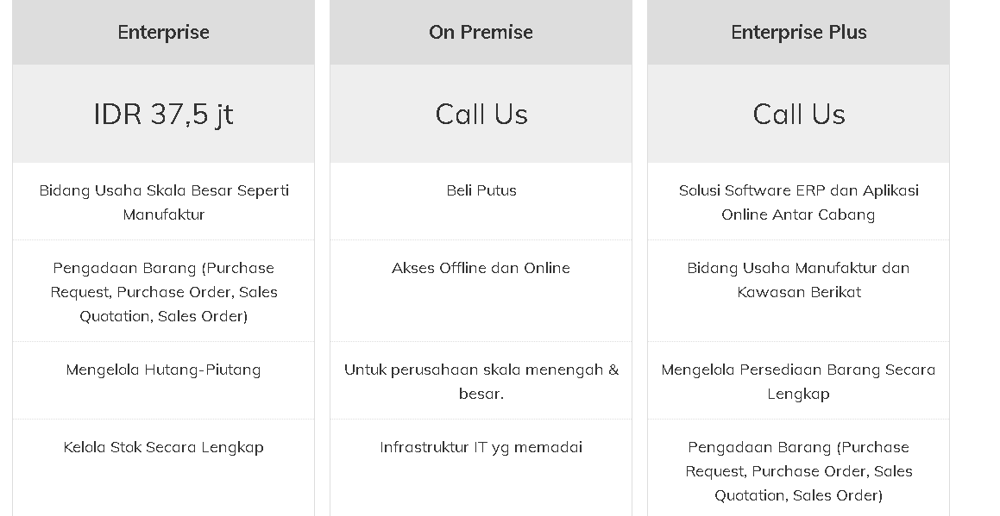 Enterprise
IDR 37,5 jt
Bidang Usaha Skala Besar Seperti
Manufaktur
Pengadaan Barang (Purchase
Request, Purchase Order, Sales
Quotation, Sales Order)
Mengelola Hutang-Piutang
Kelola Stok Secara Lengkap
On Premise
Call Us
Beli Putus
Akses Offline dan Online
Untuk perusahaan skala menengah &
besar.
Infrastruktur IT yg memadai
Enterprise Plus
Call Us
Solusi Software ERP dan Aplikasi
Online Antar Cabang
Bidang Usaha Manufaktur dan
Kawasan Berikat
Mengelola Persediaan Barang Secara
Lengkap
Pengadaan Barang (Purchase
Request, Purchase Order, Sales
Quotation, Sales Order)